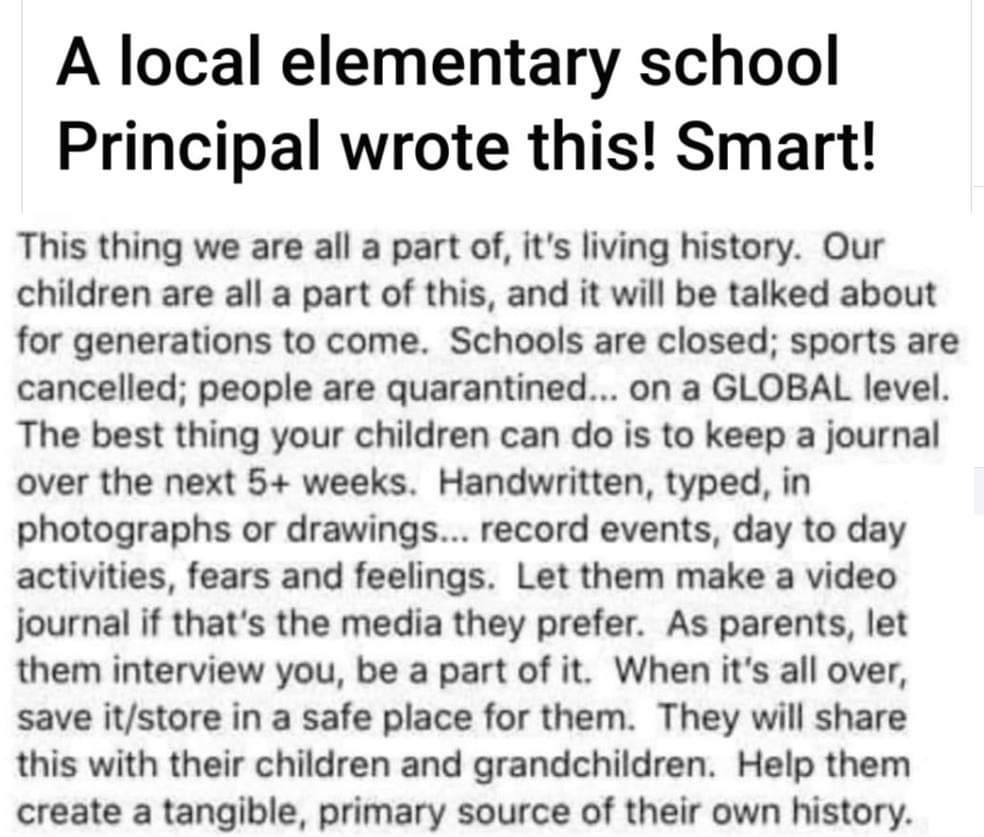 A local elementary school
Principal wrote this! Smart!
This thing we are all a part of, it's living history.  Our
children are all a part of this, and it will be talked about
for generations to come.  Schools are closed; sports are
cancelled; people are quarantined... on a GLOBAL level.
The best thing your children can do is to keep a journal
over the next 5+ weeks.  Handwritten, typed, in
photographs or drawings... record events, day to day
activities, fears and feelings.  Let them make a video
journal if that's the media they prefer.  As parents, let
them interview you, be a part of it.  When it's all over,
save it/store in a safe place for them.  They will share
this with their children and grandchildren.  Help them
create a tangible, primary source of their own history.